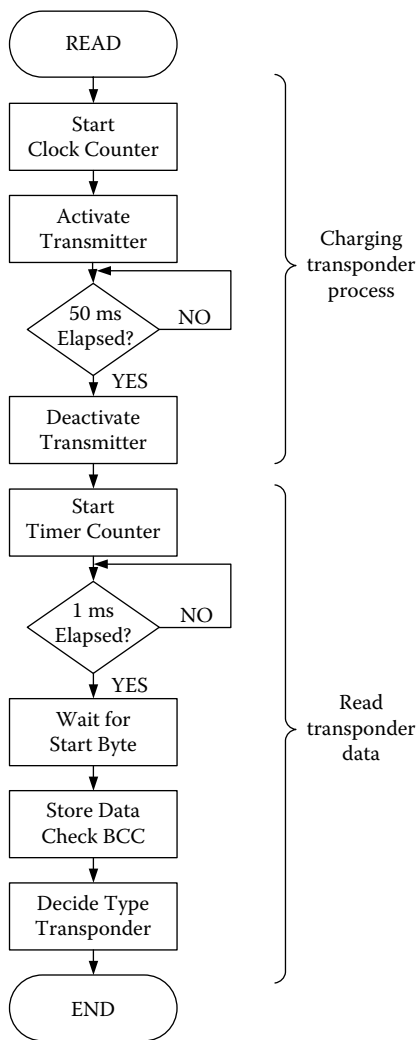 READ
Start
Clock Counter
Activate
Transmitter
50 ms
Elapsed?
NO
YES
Deactivate
Transmitter
Charging
transponder
process
Start
Timer Counter
1 ms
Elapsed?
NO
YES
Wait for
Start Byte
Store Data
Check BCC
Decide Type
Transponder
Read
transponder
data
END